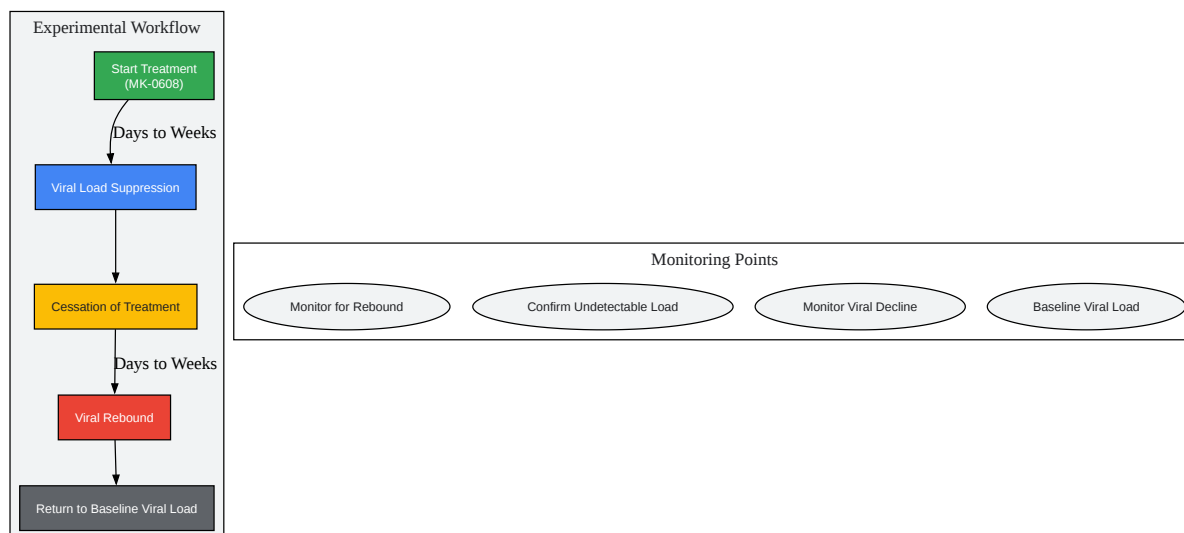 Experimental Workflow
Start Treatment
(MK-0608)
Days to Weeks
Viral Load Suppression
Cessation of Treatment
Days to Weeks
Viral Rebound
Return to Baseline Viral Load
Monitoring Points
Monitor for Rebound
Confirm Undetectable Load
Monitor Viral Decline
Baseline Viral Load